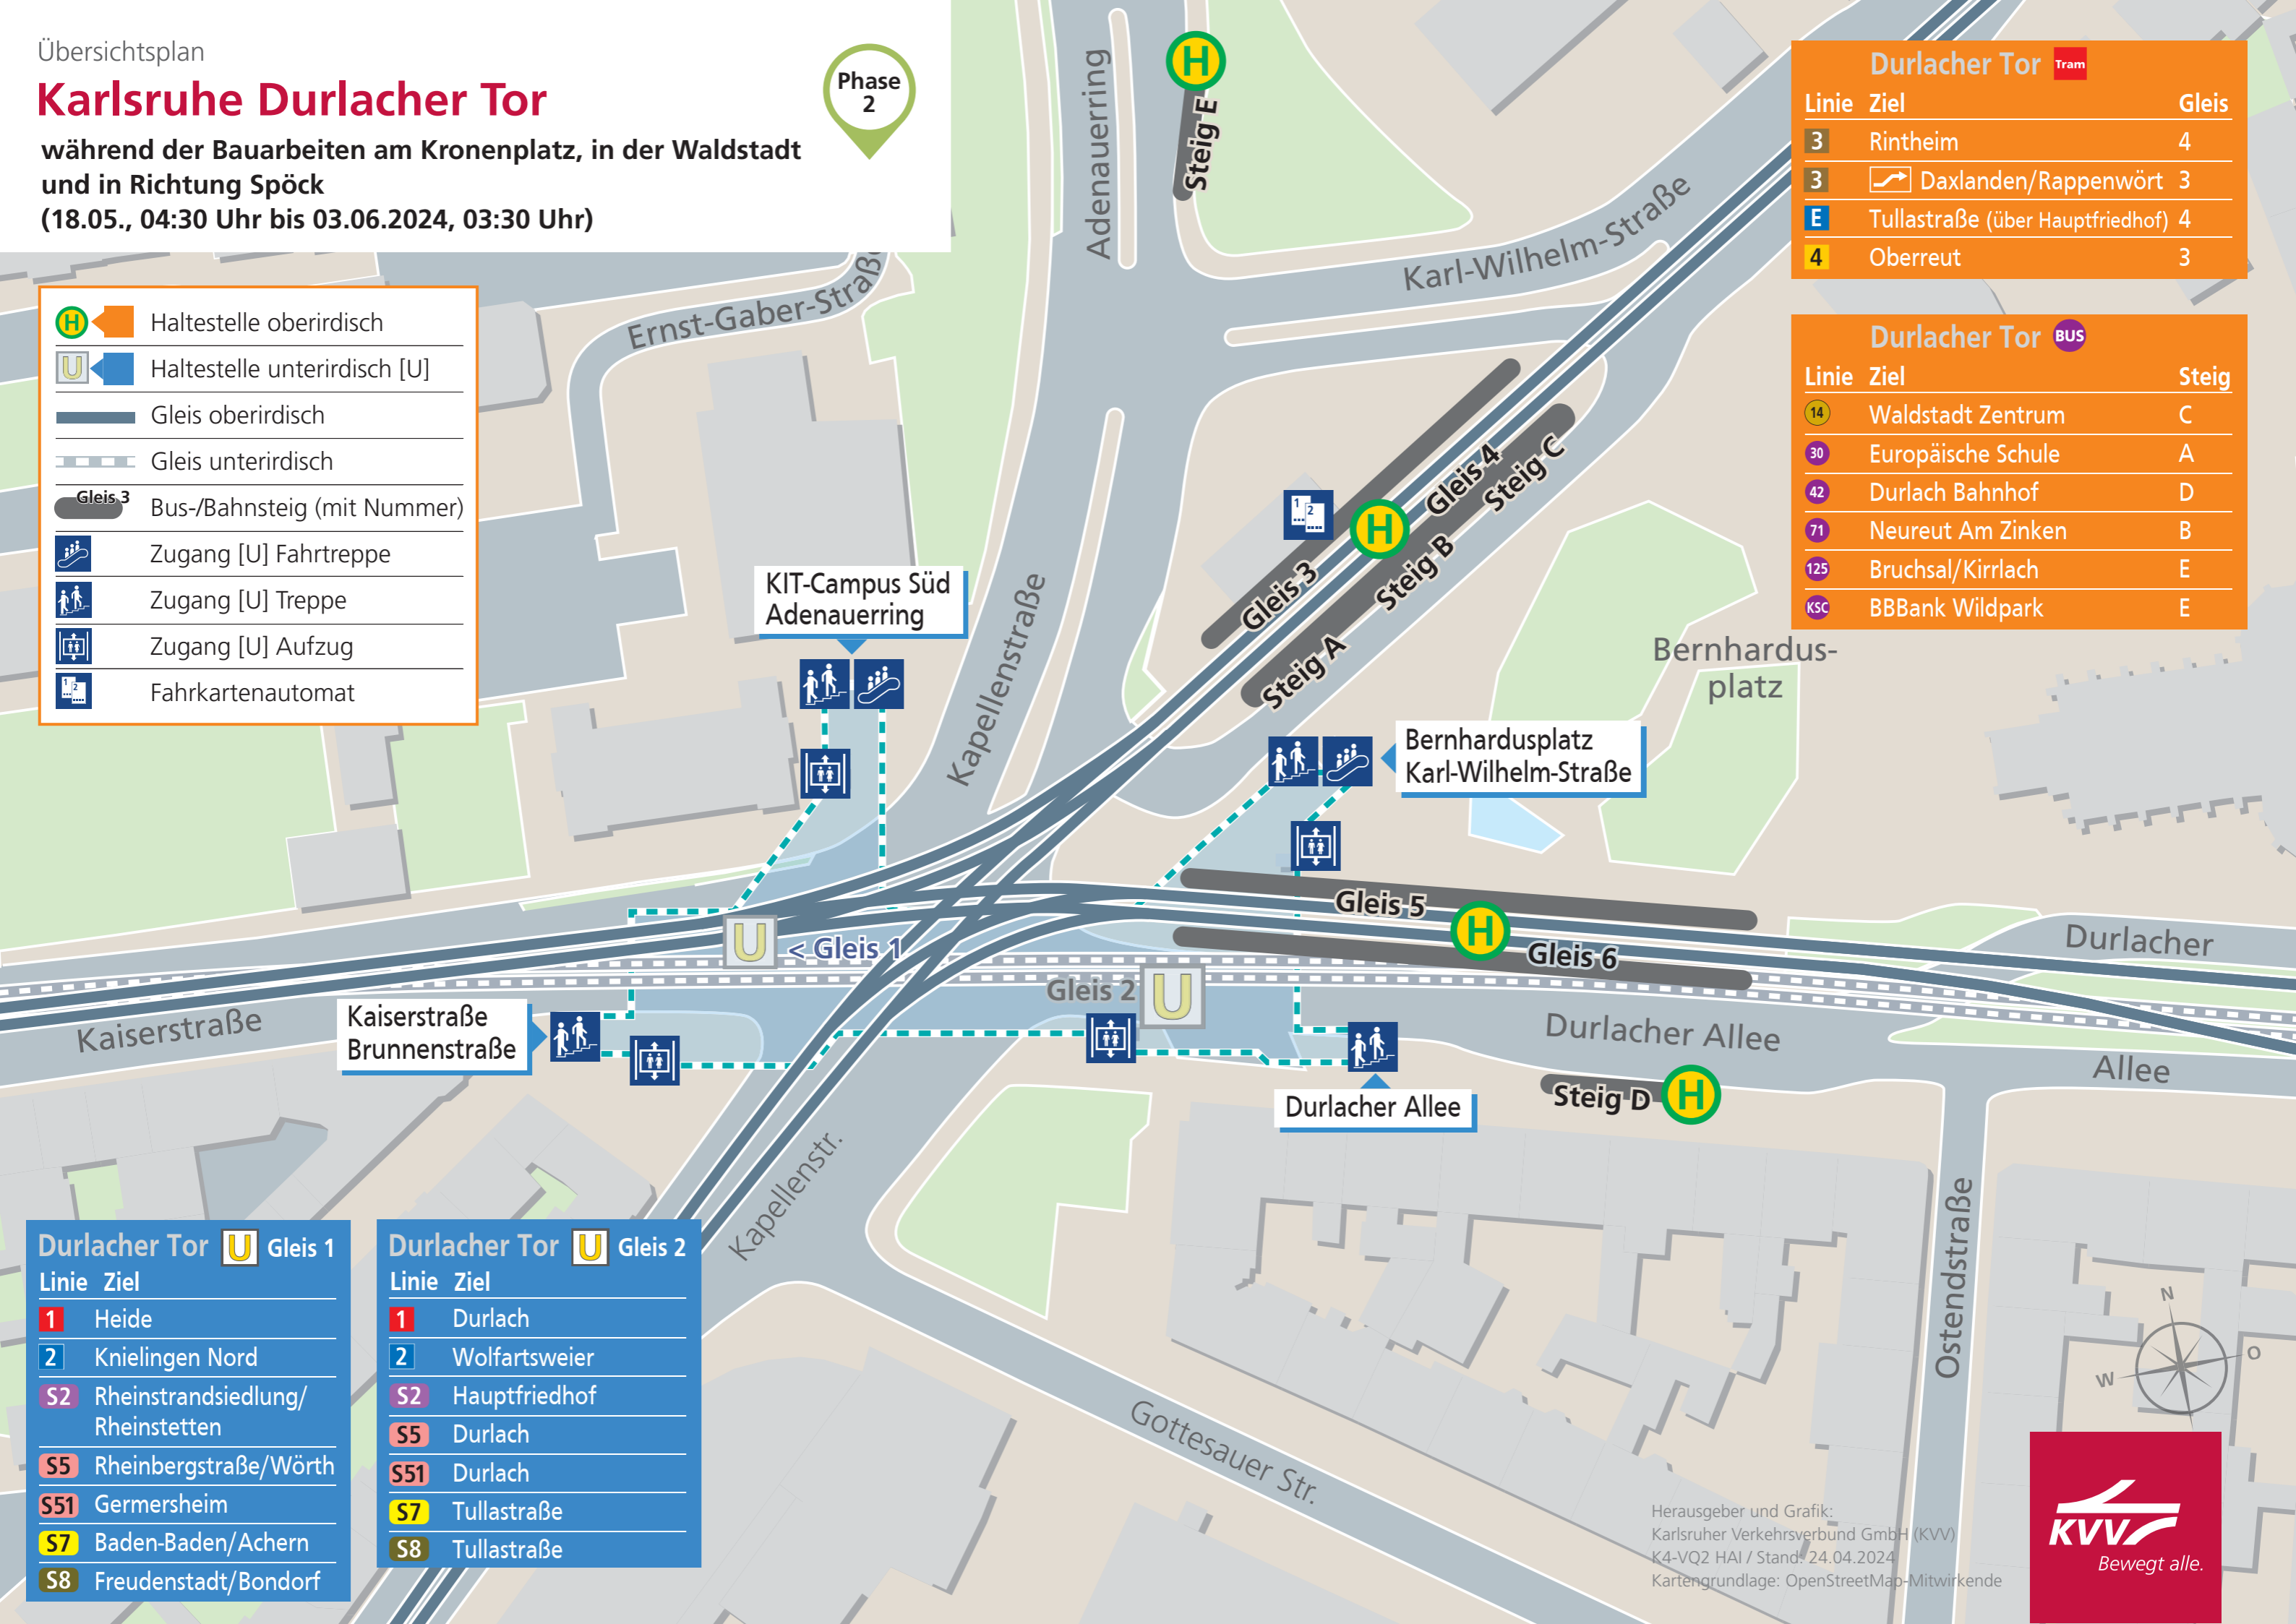 Übersichtsplan
Karlsruhe Durlacher Tor
während der Bauarbeiten am Kronenplatz, in der Waldstadt
und in Richtung Spöck
(18.05., 04:30 Uhr bis 03.06.2024, 03:30 Uhr)
Phase
2
H Haltestelle oberirdisch
U Haltestelle unterirdisch [U]
Gleis oberirdisch
Gleis unterirdisch
Gleis 3 Bus-/Bahnsteig (mit Nummer)
Zugang [U] Fahrtreppe
Zugang [U] Treppe
Zugang [U] Aufzug
1 2 Fahrkartenautomat
Durlacher Tor Tram
Linie Ziel Gleis
3 Rintheim 4
3 Daxlanden/Rappenwört 3
E Tullastraße (über Hauptfriedhof) 4
4 Oberreut 3
Durlacher Tor BUS
Linie Ziel Steig
14 Waldstadt Zentrum C
30 Europäische Schule A
42 Durlach Bahnhof D
71 Neureut Am Zinken B
125 Bruchsal/Kirrlach E
KSC BBBank Wildpark E
Adenauerring
H
Steig E
Karl-Wilhelm-Straße
Ernst-Gaber-Straße
Gleis 4
Steig C
1 2
H
Steig B
Gleis 3
Steig A
KIT-Campus Süd
Adenauerring
Kapellenstraße
Bernhardus-
platz
Bernhardusplatz
Karl-Wilhelm-Straße
Gleis 5
H
Gleis 6
U
< Gleis 1
Gleis 2
U
Durlacher
Allee
Kaiserstraße
Kaiserstraße
Brunnenstraße
Durlacher Allee
Durlacher Allee
Steig D
H
Kapellenstr.
Ostendstraße
Gottesauer Str.
Durlacher Tor U Gleis 1
Linie Ziel
1 Heide
2 Knielingen Nord
S2 Rheinstrandsiedlung/
Rheinstetten
S5 Rheinbergstraße/Wörth
S51 Germersheim
S7 Baden-Baden/Achern
S8 Freudenstadt/Bondorf
Durlacher Tor U Gleis 2
Linie Ziel
1 Durlach
2 Wolfartsweier
S2 Hauptfriedhof
S5 Durlach
S51 Durlach
S7 Tullastraße
S8 Tullastraße
N
O
W
Herausgeber und Grafik:
Karlsruher Verkehrsverbund GmbH (KVV)
K4-VQ2 HAI / Stand: 24.04.2024
Kartengrundlage: OpenStreetMap-Mitwirkende
KVV
Bewegt alle.